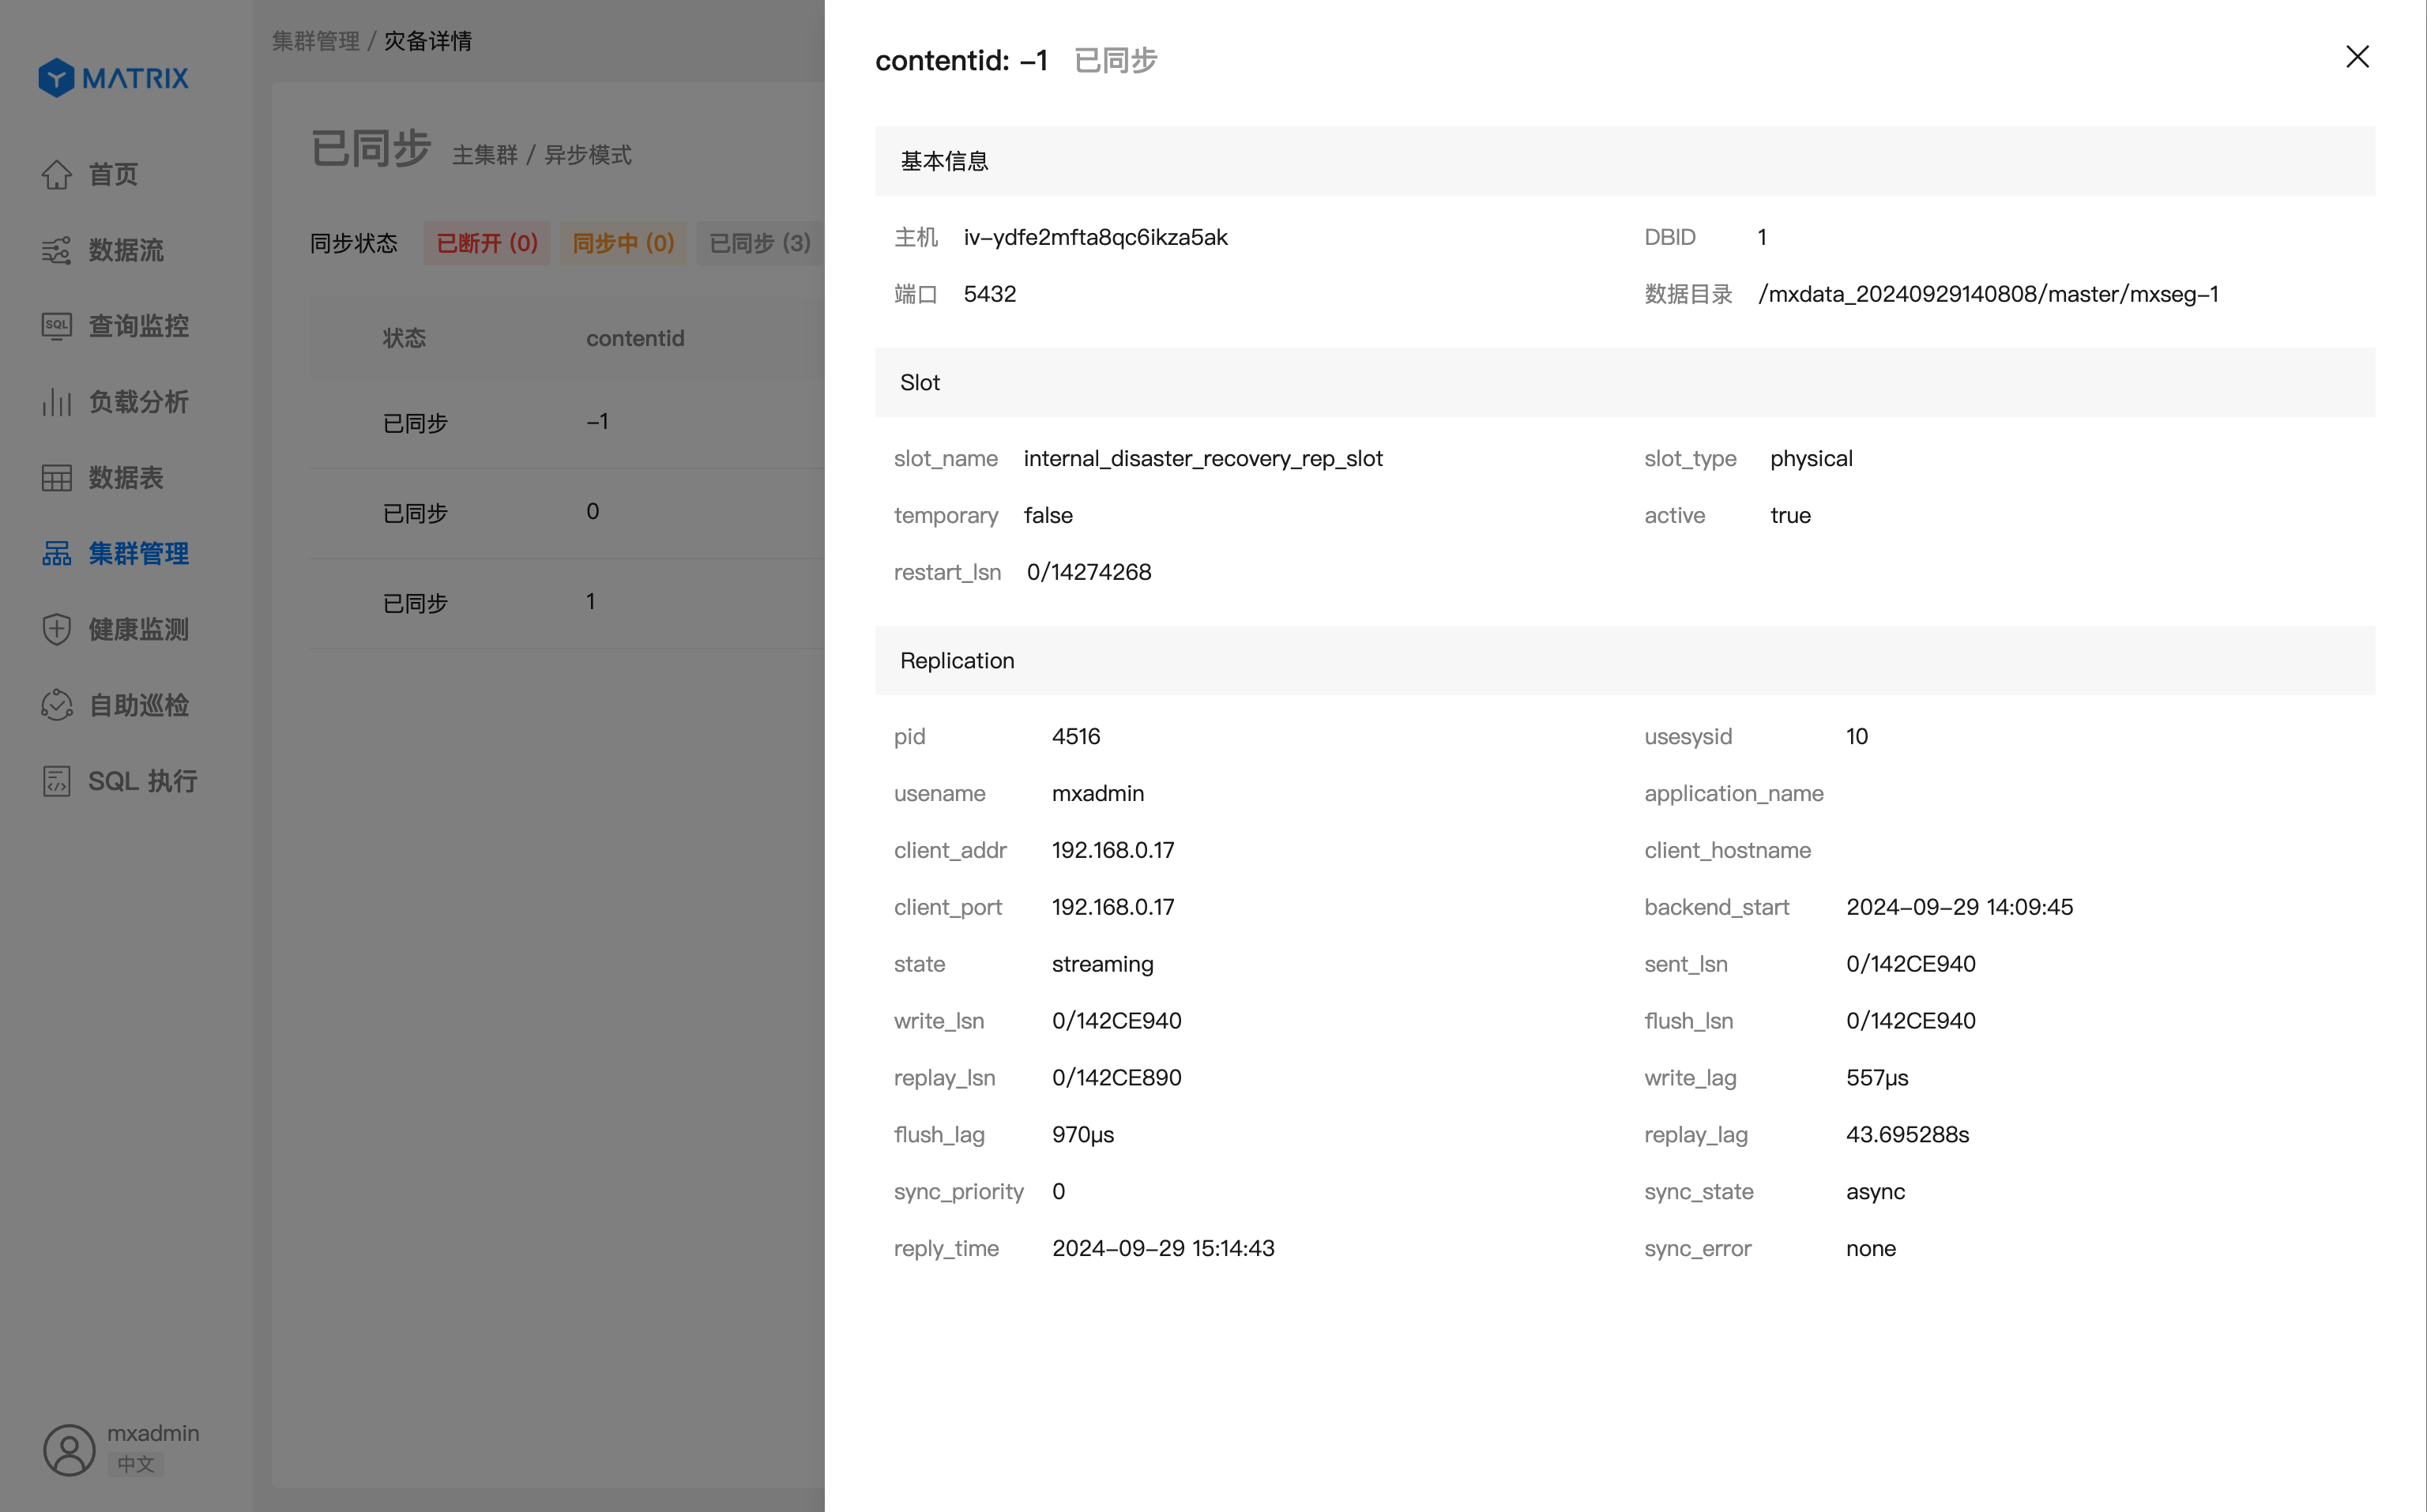 MATRIX
首页
数据流
SQL
查询监控
负载分析
数据表
集群管理
健康监测
自助巡检
SQL 执行
mxadmin
中文
集群管理 / 灾备详情
已同步 主集群 / 异步模式
同步状态 已断开 (0) 同步中 (0) 已同步 (3)
状态 contentid
已同步 -1
已同步 0
已同步 1
contentid: -1 已同步
基本信息
主机 iv-ydfe2mfta8qc6ikza5ak DBID 1
端口 5432 数据目录 /mxdata_20240929140808/master/mxseg-1
Slot
slot_name internal_disaster_recovery_rep_slot slot_type physical
temporary false active true
restart_lsn 0/14274268
Replication
pid 4516 usesysid 10
usename mxadmin application_name
client_addr 192.168.0.17 client_hostname
client_port 192.168.0.17 backend_start 2024-09-29 14:09:45
state streaming sent_lsn 0/142CE940
write_lsn 0/142CE940 flush_lsn 0/142CE940
replay_lsn 0/142CE890 write_lag 557µs
flush_lag 970µs replay_lag 43.695288s
sync_priority 0 sync_state async
reply_time 2024-09-29 15:14:43 sync_error none